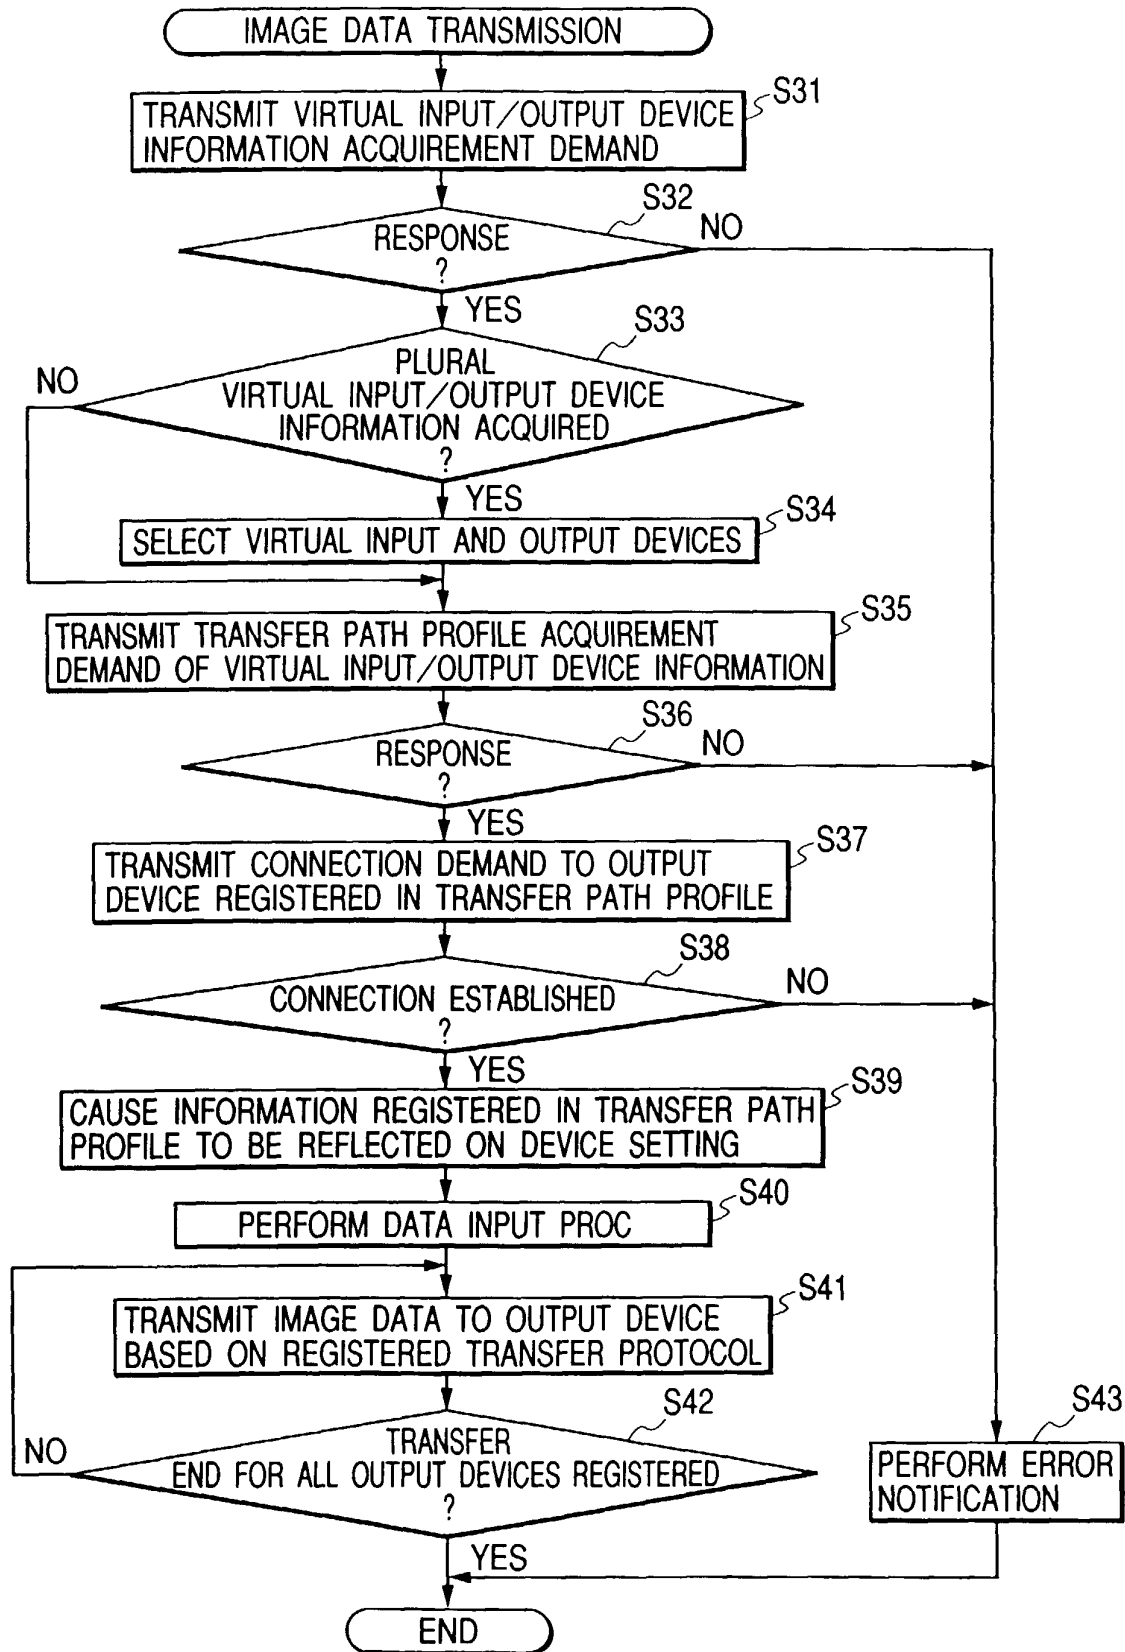 IMAGE DATA TRANSMISSION
S31
TRANSMIT VIRTUAL INPUT/OUTPUT DEVICE
INFORMATION ACQUIREMENT DEMAND
S32
RESPONSE
?
NO
YES
S33
PLURAL
VIRTUAL INPUT/OUTPUT DEVICE
INFORMATION ACQUIRED
?
NO
YES
S34
SELECT VIRTUAL INPUT AND OUTPUT DEVICES
S35
TRANSMIT TRANSFER PATH PROFILE ACQUIREMENT
DEMAND OF VIRTUAL INPUT/OUTPUT DEVICE INFORMATION
S36
RESPONSE
?
NO
YES
S37
TRANSMIT CONNECTION DEMAND TO OUTPUT
DEVICE REGISTERED IN TRANSFER PATH PROFILE
S38
CONNECTION ESTABLISHED
?
NO
YES
S39
CAUSE INFORMATION REGISTERED IN TRANSFER PATH
PROFILE TO BE REFLECTED ON DEVICE SETTING
S40
PERFORM DATA INPUT PROC
S41
TRANSMIT IMAGE DATA TO OUTPUT DEVICE
BASED ON REGISTERED TRANSFER PROTOCOL
S42
TRANSFER
END FOR ALL OUTPUT DEVICES REGISTERED
?
NO
YES
S43
PERFORM ERROR
NOTIFICATION
END